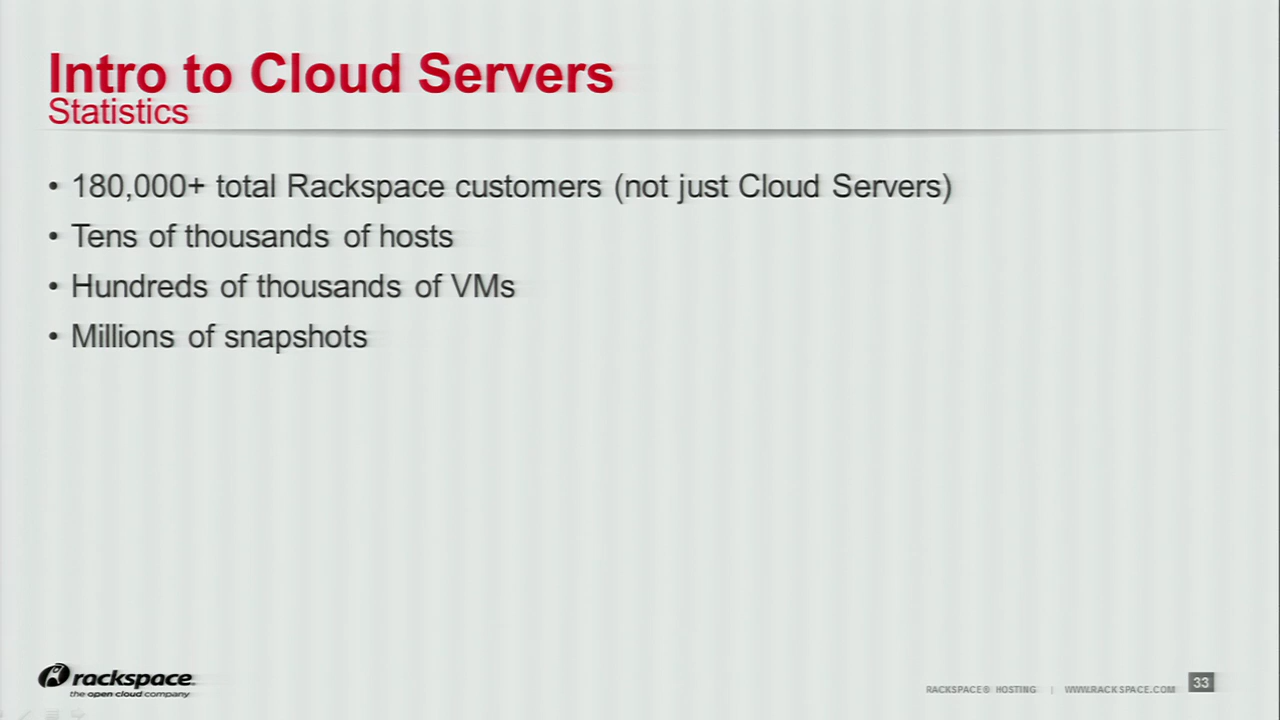 Intro to Cloud Servers
Statistics
• 180,000+ total Rackspace customers (not just Cloud Servers)
• Tens of thousands of hosts
• Hundreds of thousands of VMs
• Millions of snapshots
rackspace.
the open cloud company
RACKSPACE® HOSTING | WWW.RACKSPACE.COM
33